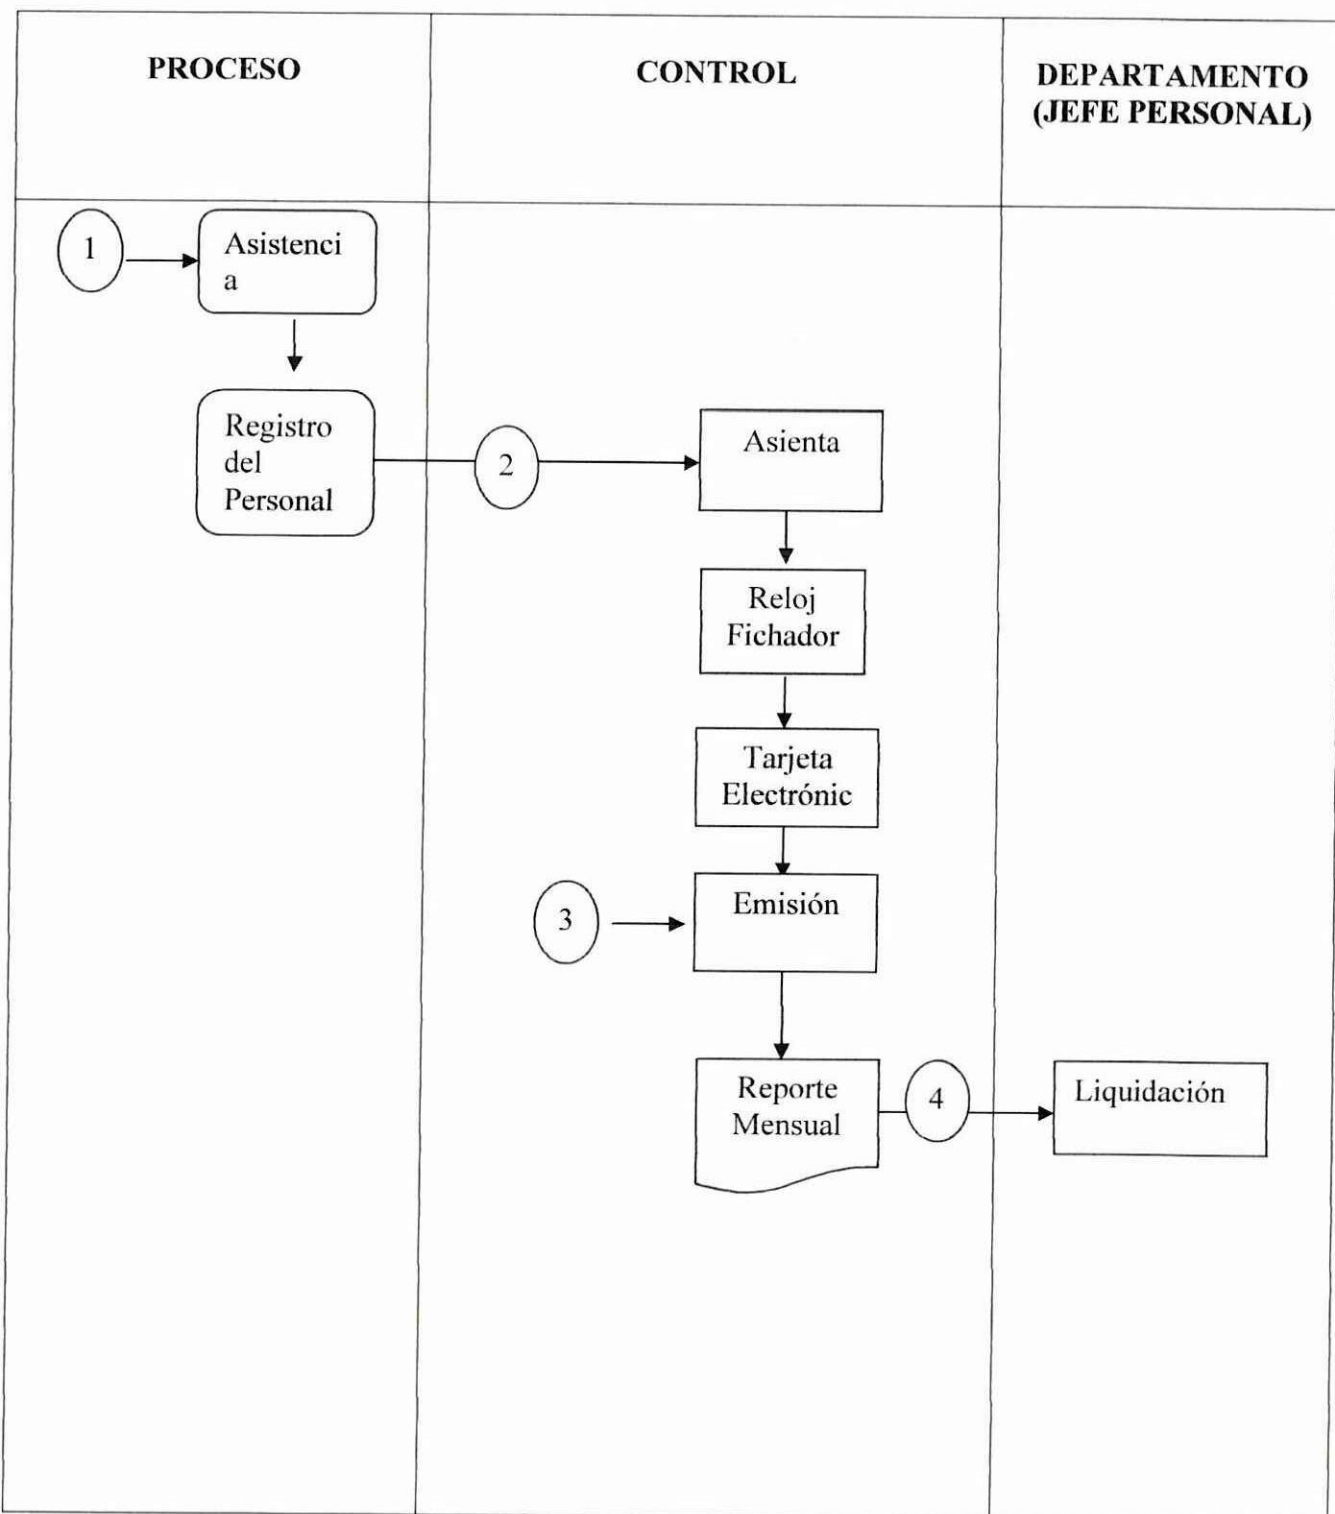 PROCESO
CONTROL
DEPARTAMENTO
(JEFE PERSONAL)
1
Asistenci
a
Registro
del
Personal
2
Asienta
Reloj
Fichador
Tarjeta
Electrónic
3
Emisión
Reporte
Mensual
4
Liquidación